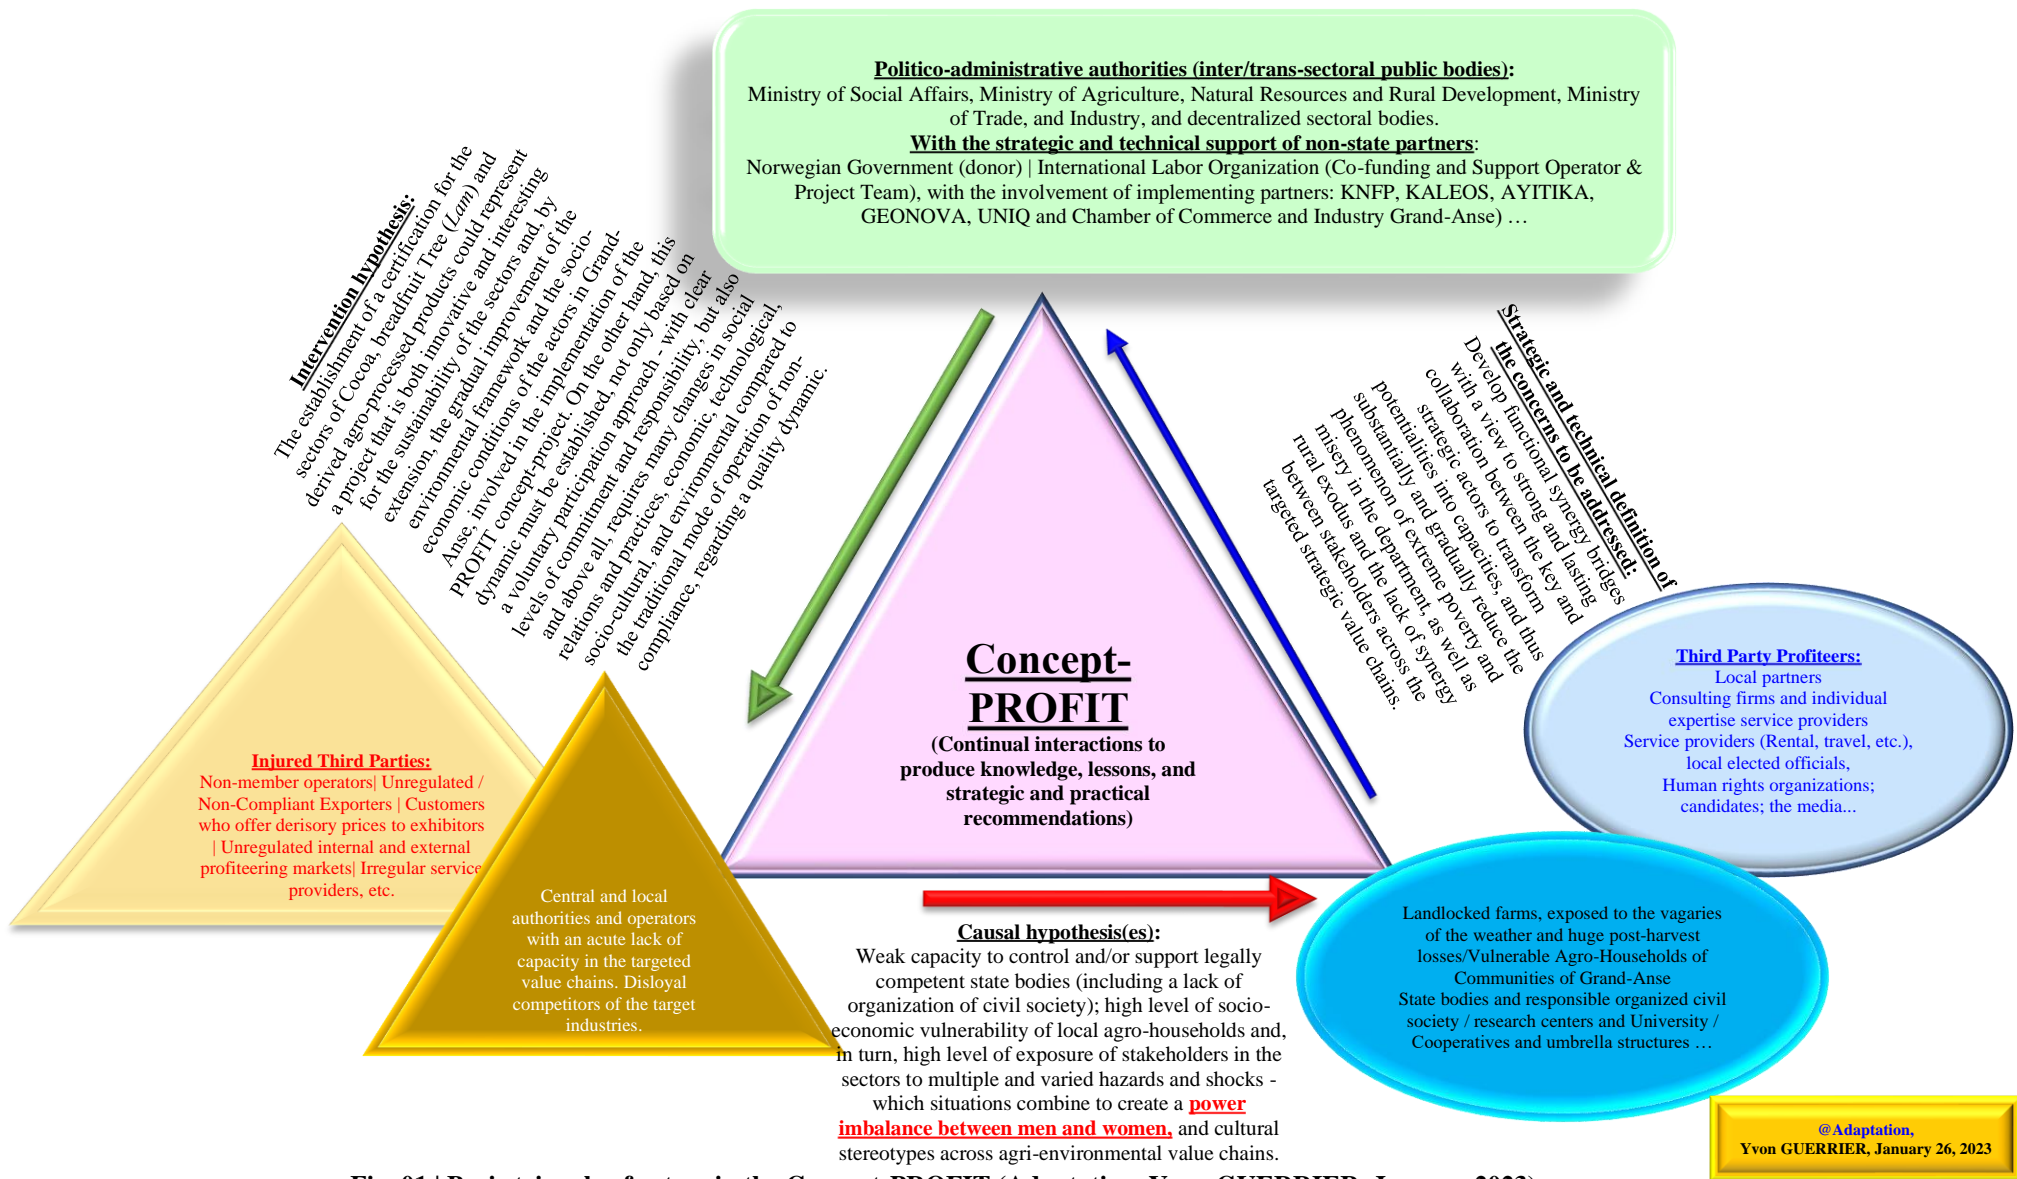 Politico-administrative authorities (inter/trans-sectoral public bodies):
Ministry of Social Affairs, Ministry of Agriculture, Natural Resources and Rural Development, Ministry
of Trade, and Industry, and decentralized sectoral bodies.
With the strategic and technical support of non-state partners:
Norwegian Government (donor) | International Labor Organization (Co-funding and Support Operator &
Project Team), with the involvement of implementing partners: KNFP, KALEOS, AYITIKA,
GEONOVA, UNIQ and Chamber of Commerce and Industry Grand-Anse) …
Intervention hypothesis:
The establishment of a certification for the
sectors of Cocoa, breadfruit Tree (Lam) and
derived agro-processed products could represent
a project that is both innovative and interesting
for the sustainability of the sectors and, by
extension, the gradual improvement of the
environmental framework and the socio-
economic conditions of the actors in Grand-
Anse, involved in the implementation of the
PROFIT concept-project. On the other hand, this
dynamic must be established, not only based on
a voluntary participation approach - with clear
levels of commitment and responsibility, but also
and above all, requires many changes in social
relations and practices, economic, technological,
socio-cultural, and environmental compared to
the traditional mode of operation of non-
compliance, regarding a quality dynamic.
Strategic and technical definition of
the concerns to be addressed:
Develop functional synergy bridges
with a view to strong and lasting
collaboration between the key and
strategic actors to transform
potentialities into capacities, and thus
substantially and gradually reduce the
phenomenon of extreme poverty and
misery in the department, as well as
rural exodus and the lack of synergy
between stakeholders across the
targeted strategic value chains.
Concept-
PROFIT
(Continual interactions to
produce knowledge, lessons, and
strategic and practical
recommendations)
Third Party Profiteers:
Local partners
Consulting firms and individual
expertise service providers
Service providers (Rental, travel, etc.),
local elected officials,
Human rights organizations;
candidates; the media...
Injured Third Parties:
Non-member operators| Unregulated /
Non-Compliant Exporters | Customers
who offer derisory prices to exhibitors
| Unregulated internal and external
profiteering markets| Irregular service
providers, etc.
Central and local
authorities and operators
with an acute lack of
capacity in the targeted
value chains. Disloyal
competitors of the target
industries.
Causal hypothesis(es):
Weak capacity to control and/or support legally
competent state bodies (including a lack of
organization of civil society); high level of socio-
economic vulnerability of local agro-households and,
in turn, high level of exposure of stakeholders in the
sectors to multiple and varied hazards and shocks -
which situations combine to create a power
imbalance between men and women, and cultural
stereotypes across agri-environmental value chains.
Landlocked farms, exposed to the vagaries
of the weather and huge post-harvest
losses/Vulnerable Agro-Households of
Communities of Grand-Anse
State bodies and responsible organized civil
society / research centers and University /
Cooperatives and umbrella structures …
@Adaptation,
Yvon GUERRIER, January 26, 2023